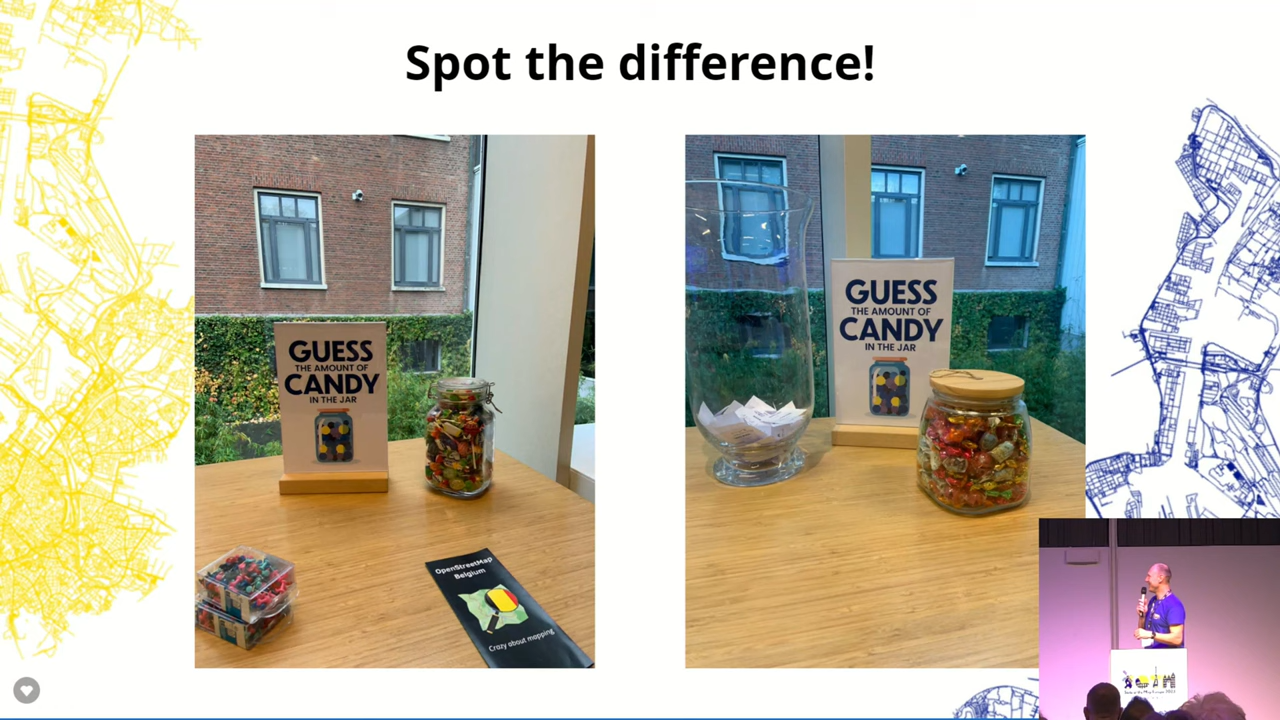 Spot the difference!
GUESS
THE AMOUNT OF
CANDY
IN THE JAR
OpenStreetMap
Belgium
Crazy about mapping
GUESS
THE AMOUNT OF
CANDY
IN THE JAR